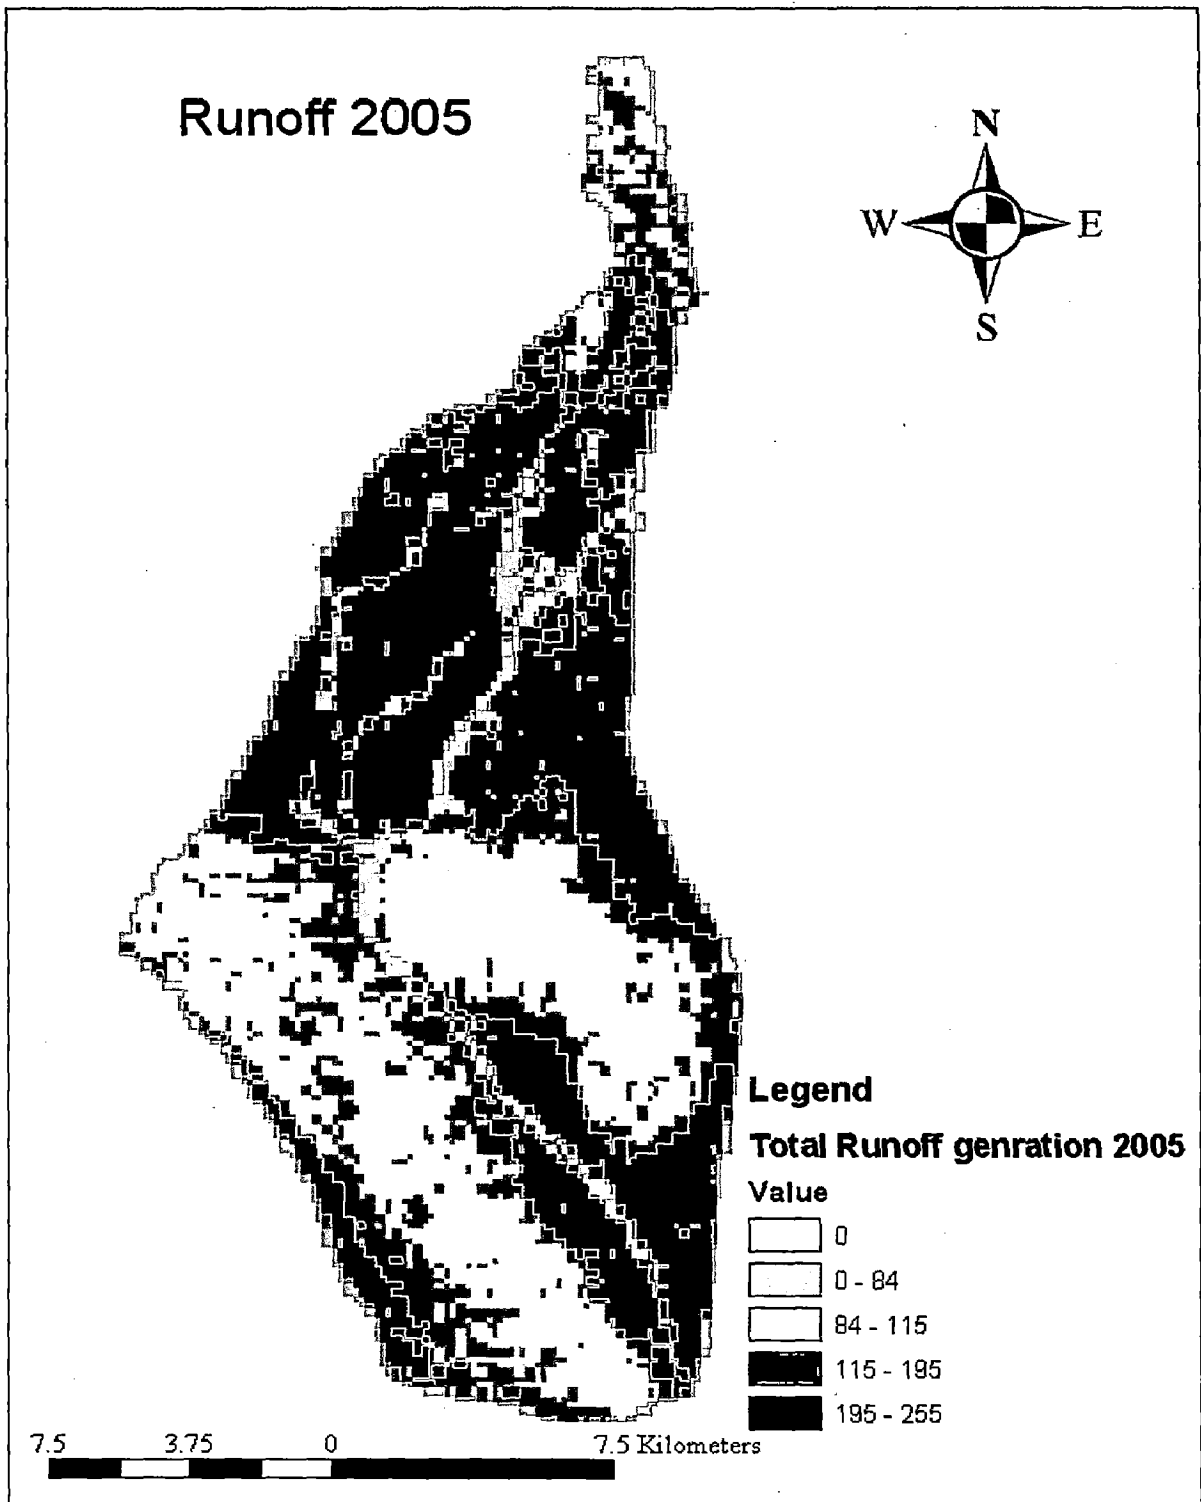 Runoff 2005
N
W E
S
Legend
Total Runoff genration 2005
Value
0
0 - 84
84 - 115
115 - 195
195 - 255
7.5 3.75 0 7.5 Kilometers